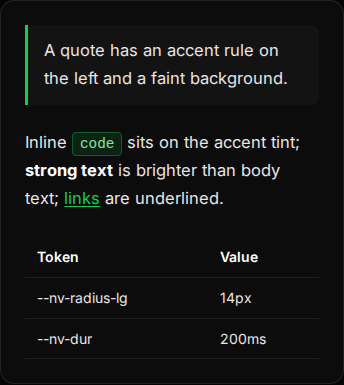 A quote has an accent rule on
the left and a faint background.
Inline code sits on the accent tint;
strong text is brighter than body
text; links are underlined.
Token Value
--nv-radius-lg 14px
--nv-dur 200ms